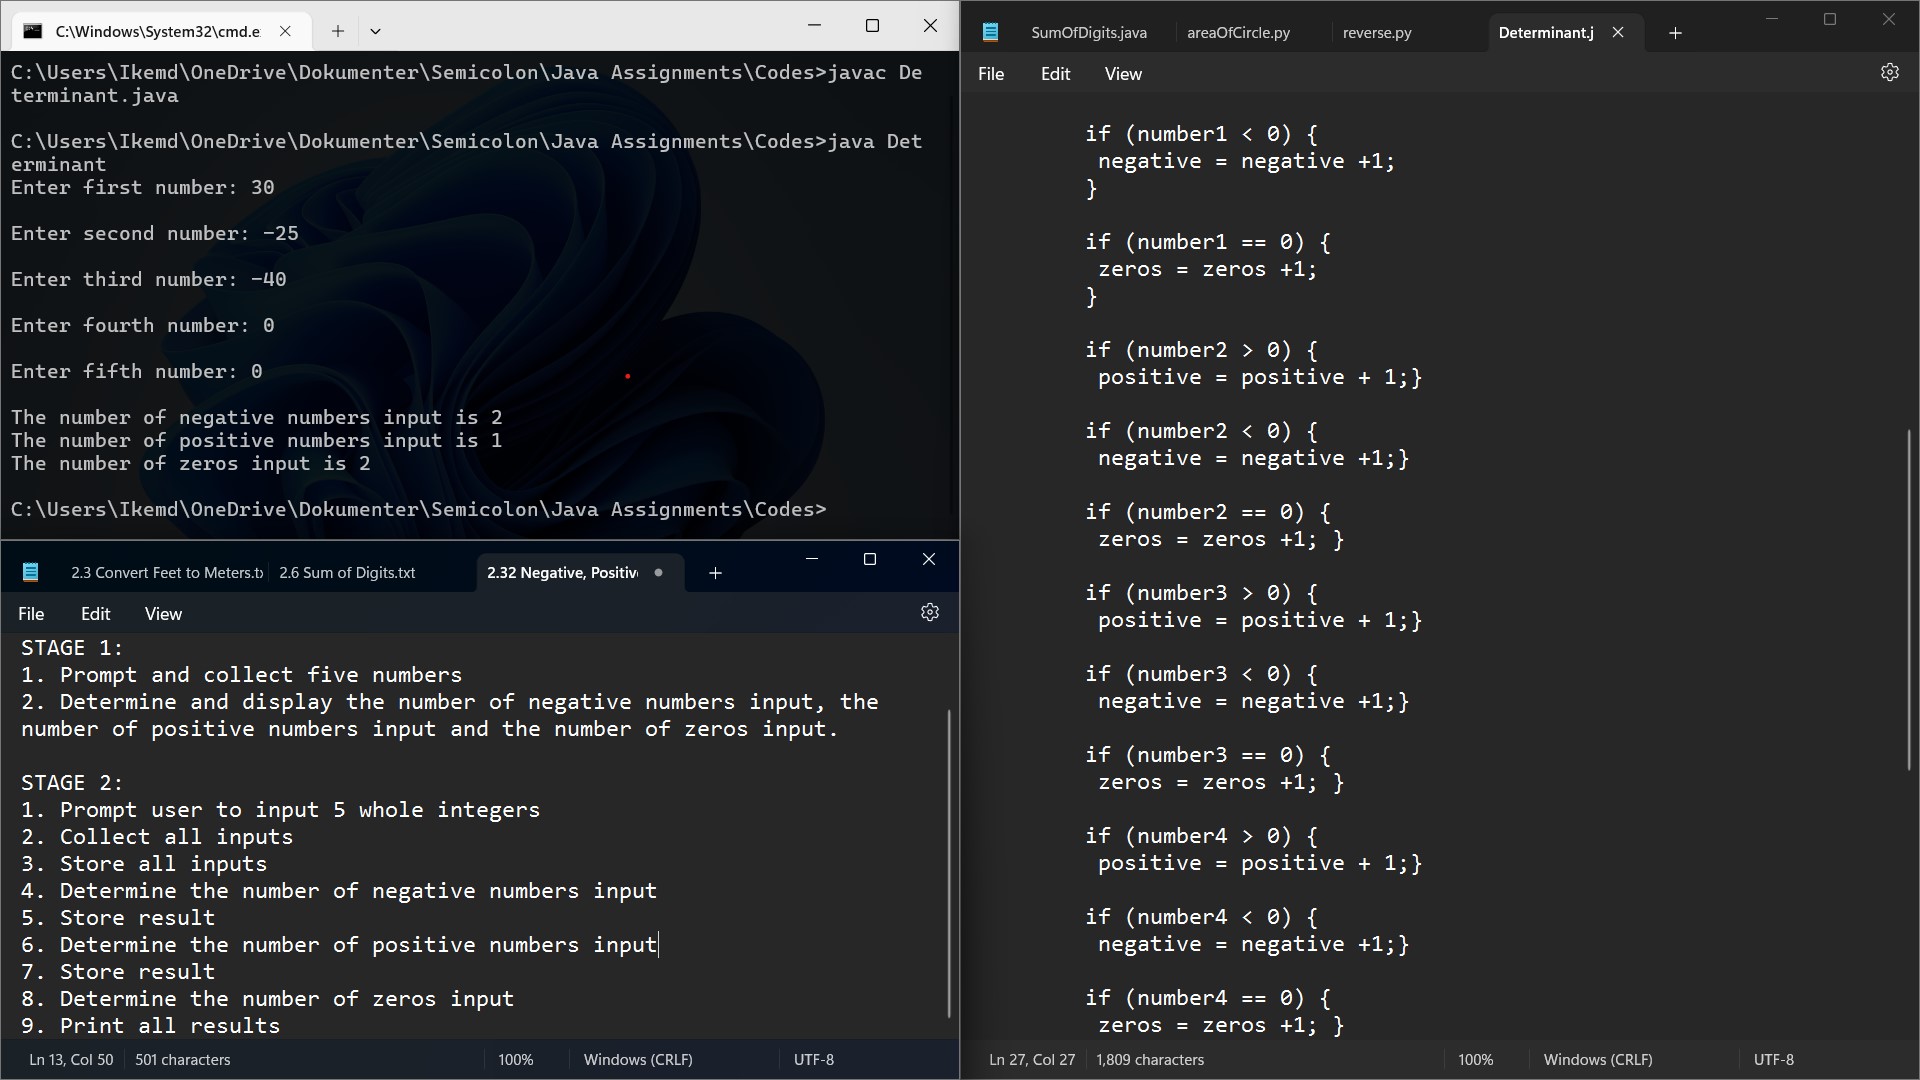 C:\Windows\System32\cmd.e
C:\Users\Ikemd\OneDrive\Dokumenter\Semicolon\Java Assignments\Codes>javac De
terminant.java
C:\Users\Ikemd\OneDrive\Dokumenter\Semicolon\Java Assignments\Codes>java Det
erminant
Enter first number: 30
Enter second number: -25
Enter third number: -40
Enter fourth number: 0
Enter fifth number: 0
The number of negative numbers input is 2
The number of positive numbers input is 1
The number of zeros input is 2
C:\Users\Ikemd\OneDrive\Dokumenter\Semicolon\Java Assignments\Codes>
2.3 Convert Feet to Meters.tx 2.6 Sum of Digits.txt 2.32 Negative, Positiv
File Edit View
STAGE 1:
1. Prompt and collect five numbers
2. Determine and display the number of negative numbers input, the
number of positive numbers input and the number of zeros input.
STAGE 2:
1. Prompt user to input 5 whole integers
2. Collect all inputs
3. Store all inputs
4. Determine the number of negative numbers input
5. Store result
6. Determine the number of positive numbers input
7. Store result
8. Determine the number of zeros input
9. Print all results
Ln 13, Col 50 501 characters 100% Windows (CRLF) UTF-8
SumOfDigits.java areaOfCircle.py reverse.py Determinant.j
File Edit View
if (number1 < 0) {
negative = negative +1;
}
if (number1 == 0) {
zeros = zeros +1;
}
if (number2 > 0) {
positive = positive + 1;}
if (number2 < 0) {
negative = negative +1;}
if (number2 == 0) {
zeros = zeros +1; }
if (number3 > 0) {
positive = positive + 1;}
if (number3 < 0) {
negative = negative +1;}
if (number3 == 0) {
zeros = zeros +1; }
if (number4 > 0) {
positive = positive + 1;}
if (number4 < 0) {
negative = negative +1;}
if (number4 == 0) {
zeros = zeros +1; }
Ln 27, Col 27 1,809 characters 100% Windows (CRLF) UTF-8